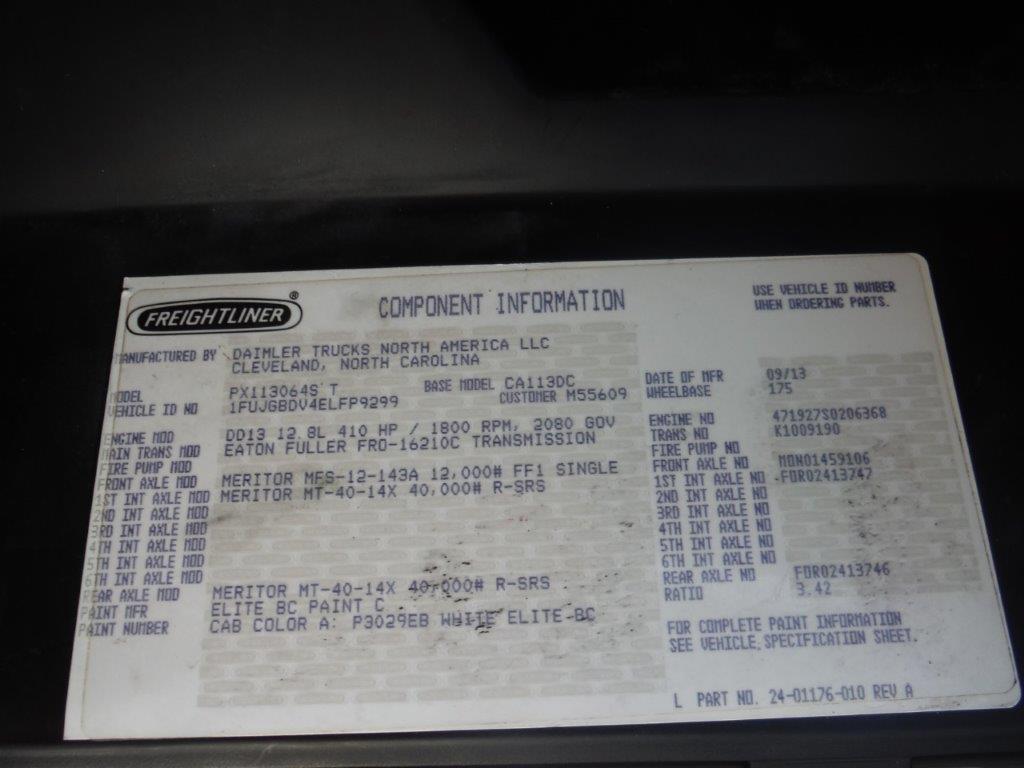 FREIGHTLINER ®
COMPONENT INFORMATION
USE VEHICLE ID NUMBER
WHEN ORDERING PARTS.
MANUFACTURED BY DAIMLER TRUCKS NORTH AMERICA LLC
CLEVELAND, NORTH CAROLINA
MODEL PX113064S T BASE MODEL CA113DC DATE OF MFR 09/13
VEHICLE ID NO 1FUJGBDV4ELFP9299 CUSTOMER M55609 WHEELBASE 175
ENGINE MOD DD13 12.8L 410 HP / 1800 RPM, 2080 GOV ENGINE NO 471927S0206368
MAIN TRANS MOD EATON FULLER FRO-16210C TRANSMISSION TRANS NO K1009190
FIRE PUMP MOD FIRE PUMP NO
FRONT AXLE MOD MERITOR MFS-12-143A 12,000# FF1 SINGLE FRONT AXLE NO MON01459106
1ST INT AXLE MOD MERITOR MT-40-14X 40,000# R-SRS 1ST INT AXLE NO FOR02413747
2ND INT AXLE MOD 2ND INT AXLE NO
3RD INT AXLE MOD 3RD INT AXLE NO
4TH INT AXLE MOD 4TH INT AXLE NO
5TH INT AXLE MOD 5TH INT AXLE NO
6TH INT AXLE MOD 6TH INT AXLE NO
REAR AXLE MOD MERITOR MT-40-14X 40,000# R-SRS REAR AXLE NO FOR02413746
PAINT MFR ELITE BC PAINT C RATIO 3.42
PAINT NUMBER CAB COLOR A: P3029EB WHITE ELITE BC
FOR COMPLETE PAINT INFORMATION
SEE VEHICLE SPECIFICATION SHEET.
L PART NO. 24-01176-010 REV A